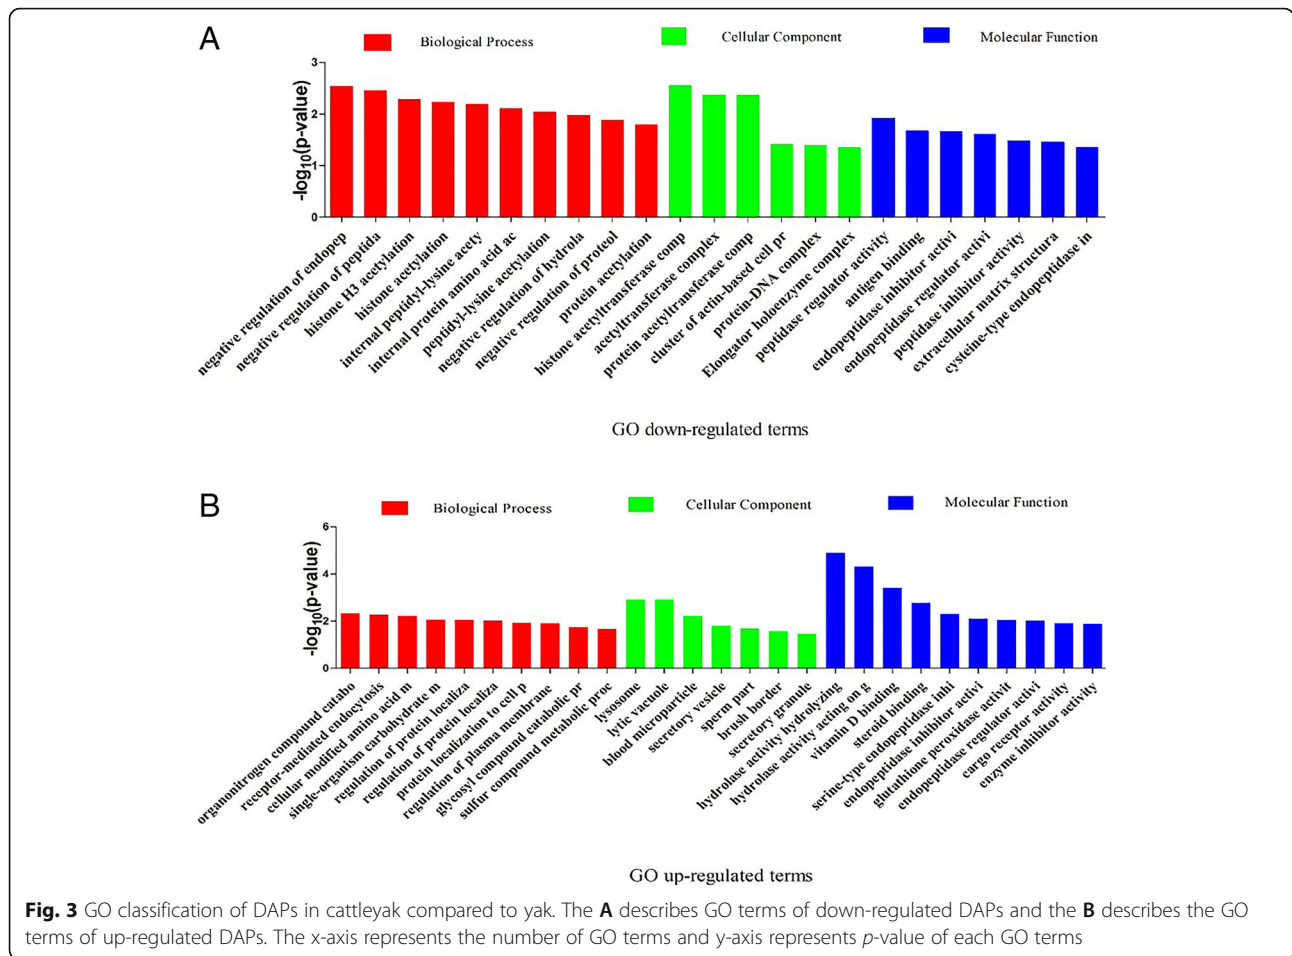 A
Biological Process
Cellular Component
Molecular Function
-log10(p-value)
3
2
1
0
negative regulation of endopep
negative regulation of peptida
histone H3 acetylation
histone acetylation
internal peptidyl-lysine acety
internal protein amino acid ac
peptidyl-lysine acetylation
negative regulation of hydrola
negative regulation of proteol
protein acetylation
histone acetyltransferase comp
acetyltransferase complex
protein acetyltransferase comp
cluster of actin-based cell pr
protein-DNA complex
Elongator holoenzyme complex
peptidase regulator activity
antigen binding
endopeptidase inhibitor activi
endopeptidase regulator activi
peptidase inhibitor activity
extracellular matrix structura
cysteine-type endopeptidase in
GO down-regulated terms
B
Biological Process
Cellular Component
Molecular Function
-log10(p-value)
6
4
2
0
organonitrogen compound catabo
receptor-mediated endocytosis
cellular modified amino acid m
single-organism carbohydrate m
regulation of protein localiza
regulation of protein localiza
protein localization to cell p
regulation of plasma membrane
glycosyl compound catabolic pr
sulfur compound metabolic proc
lysosome
lytic vacuole
blood microparticle
secretory vesicle
sperm part
brush border
secretory granule
hydrolase activity hydrolyzing
hydrolase activity acting on g
vitamin D binding
steroid binding
serine-type endopeptidase inhi
endopeptidase inhibitor activi
glutathione peroxidase activit
endopeptidase regulator activi
cargo receptor activity
enzyme inhibitor activity
GO up-regulated terms
Fig. 3 GO classification of DAPs in cattleyak compared to yak. The A describes GO terms of down-regulated DAPs and the B describes the GO
terms of up-regulated DAPs. The x-axis represents the number of GO terms and y-axis represents p-value of each GO terms